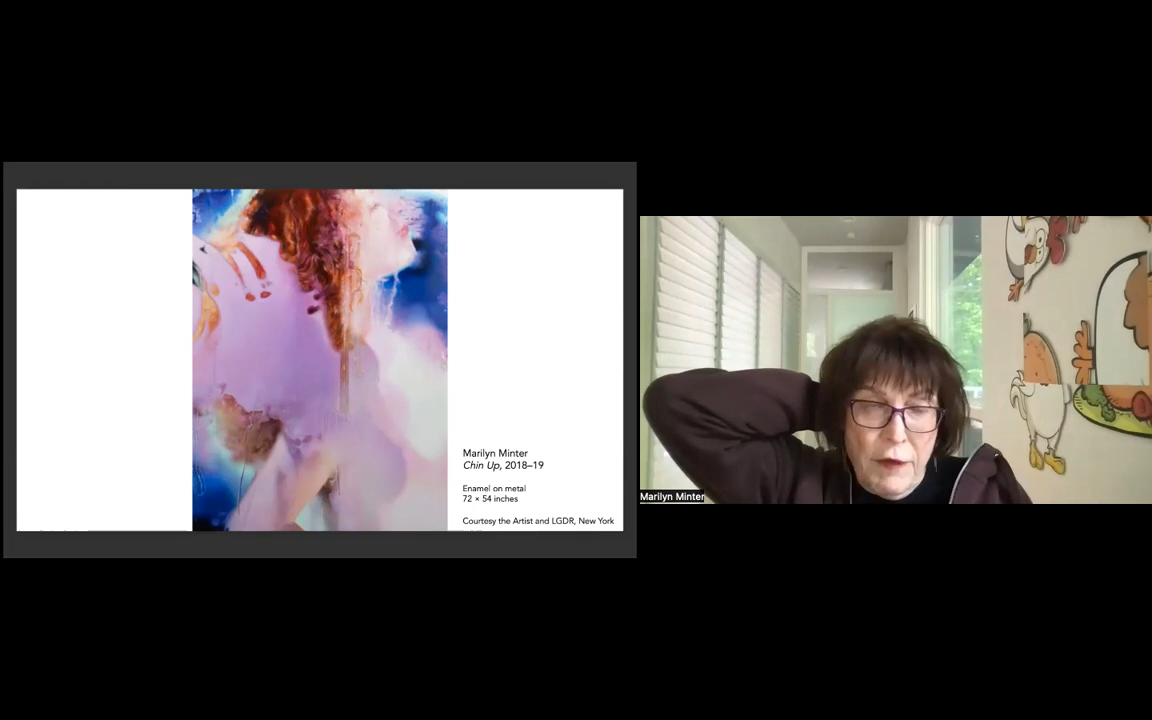 Marilyn Minter
Chin Up, 2018–19
Enamel on metal
72 × 54 inches
Courtesy the Artist and LGDR, New York
Marilyn Minter